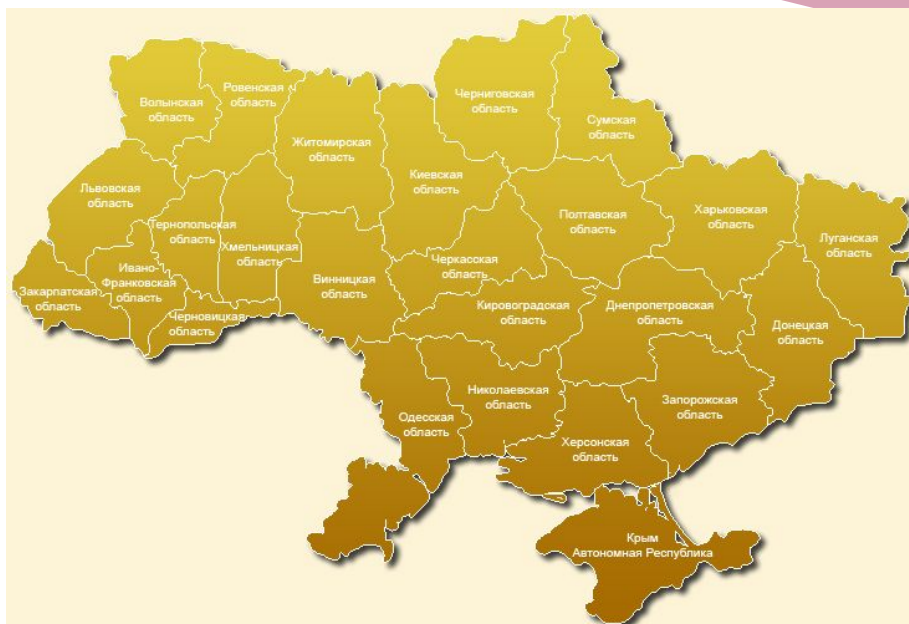 Волынская
область
Ровенская
область
Житомирская
область
Черниговская
область
Сумская
область
Киевская
область
Львовская
область
Тернопольская
область
Хмельницкая
область
Винницкая
область
Черкасская
область
Полтавская
область
Харьковская
область
Луганская
область
Закарпатская
область
Ивано-
Франковская
область
Черновицкая
область
Кировоградская
область
Днепропетровская
область
Донецкая
область
Одесская
область
Николаевская
область
Херсонская
область
Запорожская
область
Крым
Автономная Республика